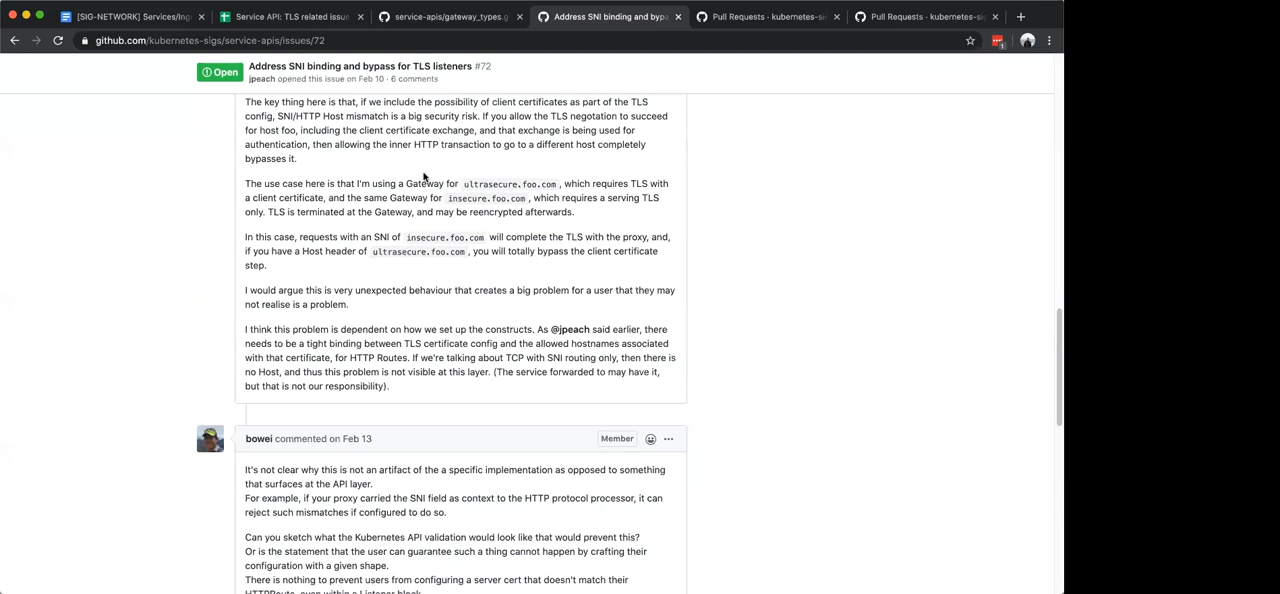 [SIG-NETWORK] Services/Ing
Service API: TLS related issue
service-apis/gateway_types.g
Address SNI binding and bypa
Pull Requests · kubernetes-si
Pull Requests · kubernetes-si
github.com/kubernetes-sigs/service-apis/issues/72
Open
Address SNI binding and bypass for TLS listeners #72
jpeach opened this issue on Feb 10 · 6 comments
The key thing here is that, if we include the possibility of client certificates as part of the TLS
config, SNI/HTTP Host mismatch is a big security risk. If you allow the TLS negotation to succeed
for host foo, including the client certificate exchange, and that exchange is being used for
authentication, then allowing the inner HTTP transaction to go to a different host completely
bypasses it.
The use case here is that I'm using a Gateway for ultrasecure.foo.com, which requires TLS with
a client certificate, and the same Gateway for insecure.foo.com, which requires a serving TLS
only. TLS is terminated at the Gateway, and may be reencrypted afterwards.
In this case, requests with an SNI of insecure.foo.com will complete the TLS with the proxy, and,
if you have a Host header of ultrasecure.foo.com, you will totally bypass the client certificate
step.
I would argue this is very unexpected behaviour that creates a big problem for a user that they may
not realise is a problem.
I think this problem is dependent on how we set up the constructs. As @jpeach said earlier, there
needs to be a tight binding between TLS certificate config and the allowed hostnames associated
with that certificate, for HTTP Routes. If we're talking about TCP with SNI routing only, then there is
no Host, and thus this problem is not visible at this layer. (The service forwarded to may have it,
but that is not our responsibility).
bowei commented on Feb 13
Member
It's not clear why this is not an artifact of the a specific implementation as opposed to something
that surfaces at the API layer.
For example, if your proxy carried the SNI field as context to the HTTP protocol processor, it can
reject such mismatches if configured to do so.
Can you sketch what the Kubernetes API validation would look like that would prevent this?
Or is the statement that the user can guarantee such a thing cannot happen by crafting their
configuration with a given shape.
There is nothing to prevent users from configuring a server cert that doesn't match their
HTTPRoute, even within a Listener block.